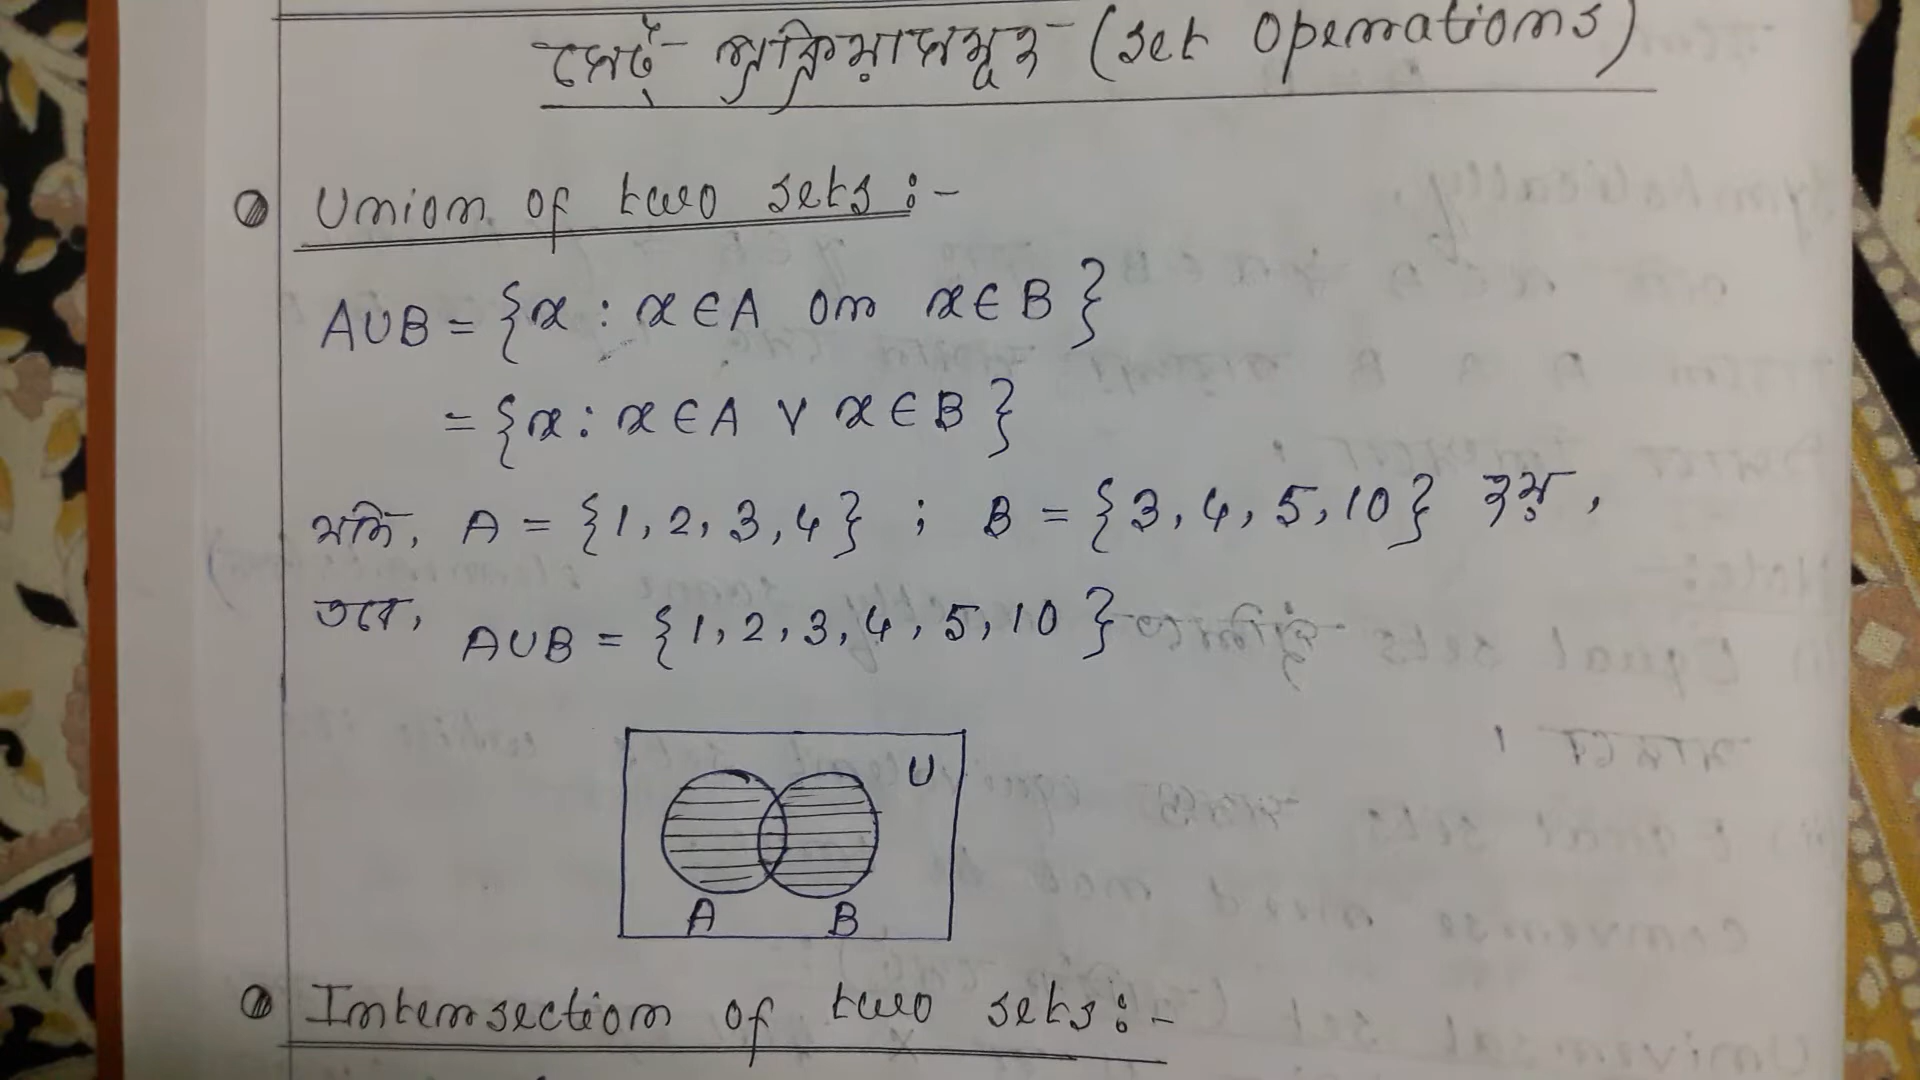 সেট প্রক্রিয়াসমূহ (Set Operations)
Union of two sets :-
A∪B = {x : x∈A or x∈B}
= {x : x∈A ∨ x∈B}
যদি, A = {1, 2, 3, 4} ; B = {3, 4, 5, 10} হয়,
তবে, A∪B = {1, 2, 3, 4, 5, 10}
U
A B
Intersection of two sets :-